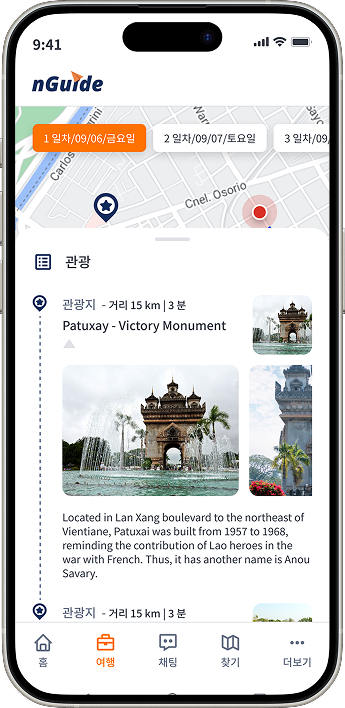 9:41
nGuide
Carlos
War
Cnel. Osorio
1 일차/09/06/금요일
2 일차/09/07/토요일
3 일차/09/
관광
관광지 - 거리 15 km | 3 분
Patuxay - Victory Monument
Located in Lan Xang boulevard to the northeast of
Vientiane, Patuxai was built from 1957 to 1968,
reminding the contribution of Lao heroes in the
war with French. Thus, it has another name is Anou
Savary.
관광지 - 거리 15 km | 3 분
홈
여행
채팅
찾기
더보기